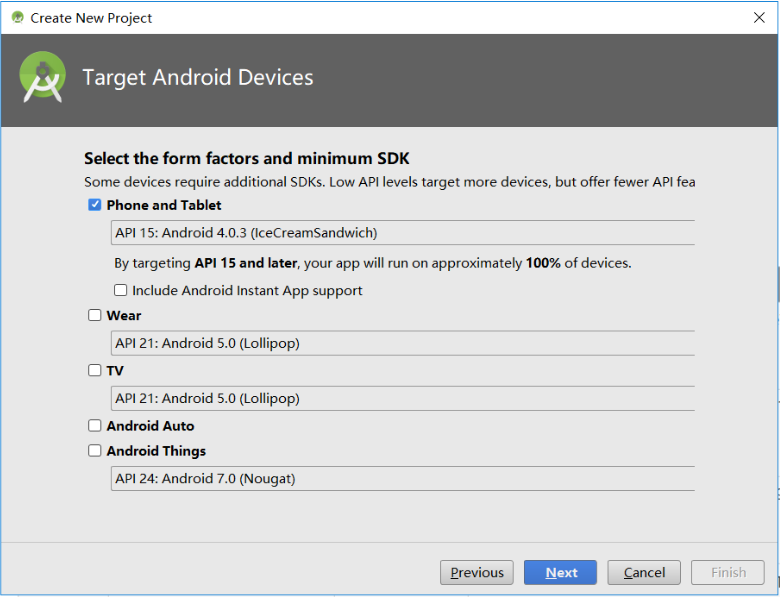 Create New Project
Target Android Devices
Select the form factors and minimum SDK
Some devices require additional SDKs. Low API levels target more devices, but offer fewer API fea
Phone and Tablet
API 15: Android 4.0.3 (IceCreamSandwich)
By targeting API 15 and later, your app will run on approximately 100% of devices.
Include Android Instant App support
Wear
API 21: Android 5.0 (Lollipop)
TV
API 21: Android 5.0 (Lollipop)
Android Auto
Android Things
API 24: Android 7.0 (Nougat)
Previous Next Cancel Finish